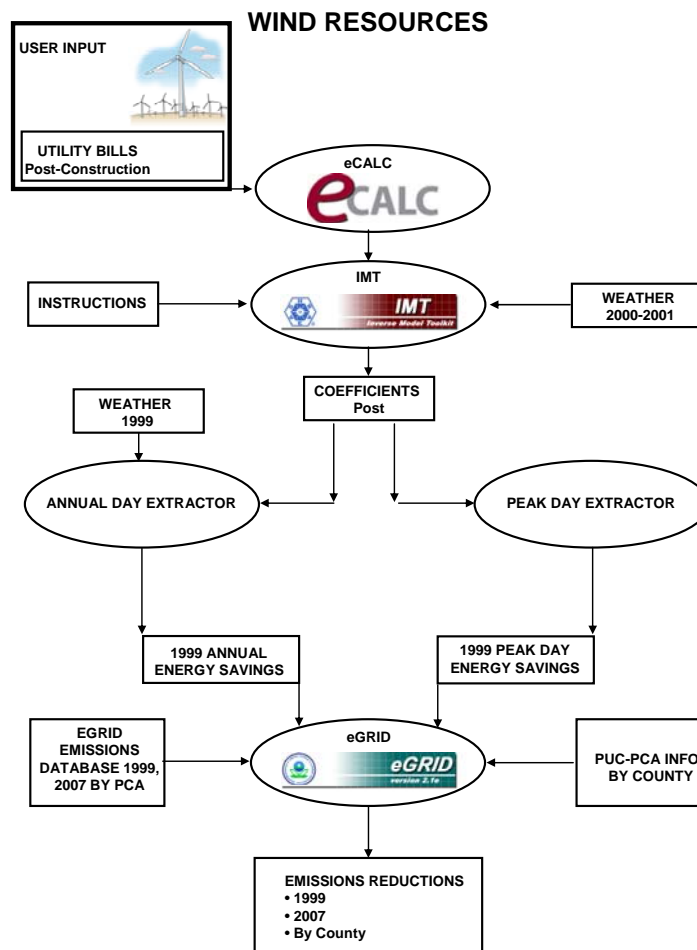 WIND RESOURCES
USER INPUT
UTILITY BILLS
Post-Construction
eCALC
eCALC
IMT
IMT
Inverse Model Toolkit
INSTRUCTIONS
WEATHER
2000-2001
COEFFICIENTS
Post
WEATHER
1999
ANNUAL DAY EXTRACTOR
PEAK DAY EXTRACTOR
1999 ANNUAL
ENERGY SAVINGS
1999 PEAK DAY
ENERGY SAVINGS
eGRID
eGRID
version 2.1e
EGRID
EMISSIONS
DATABASE 1999,
2007 BY PCA
PUC-PCA INFO
BY COUNTY
EMISSIONS REDUCTIONS
• 1999
• 2007
• By County